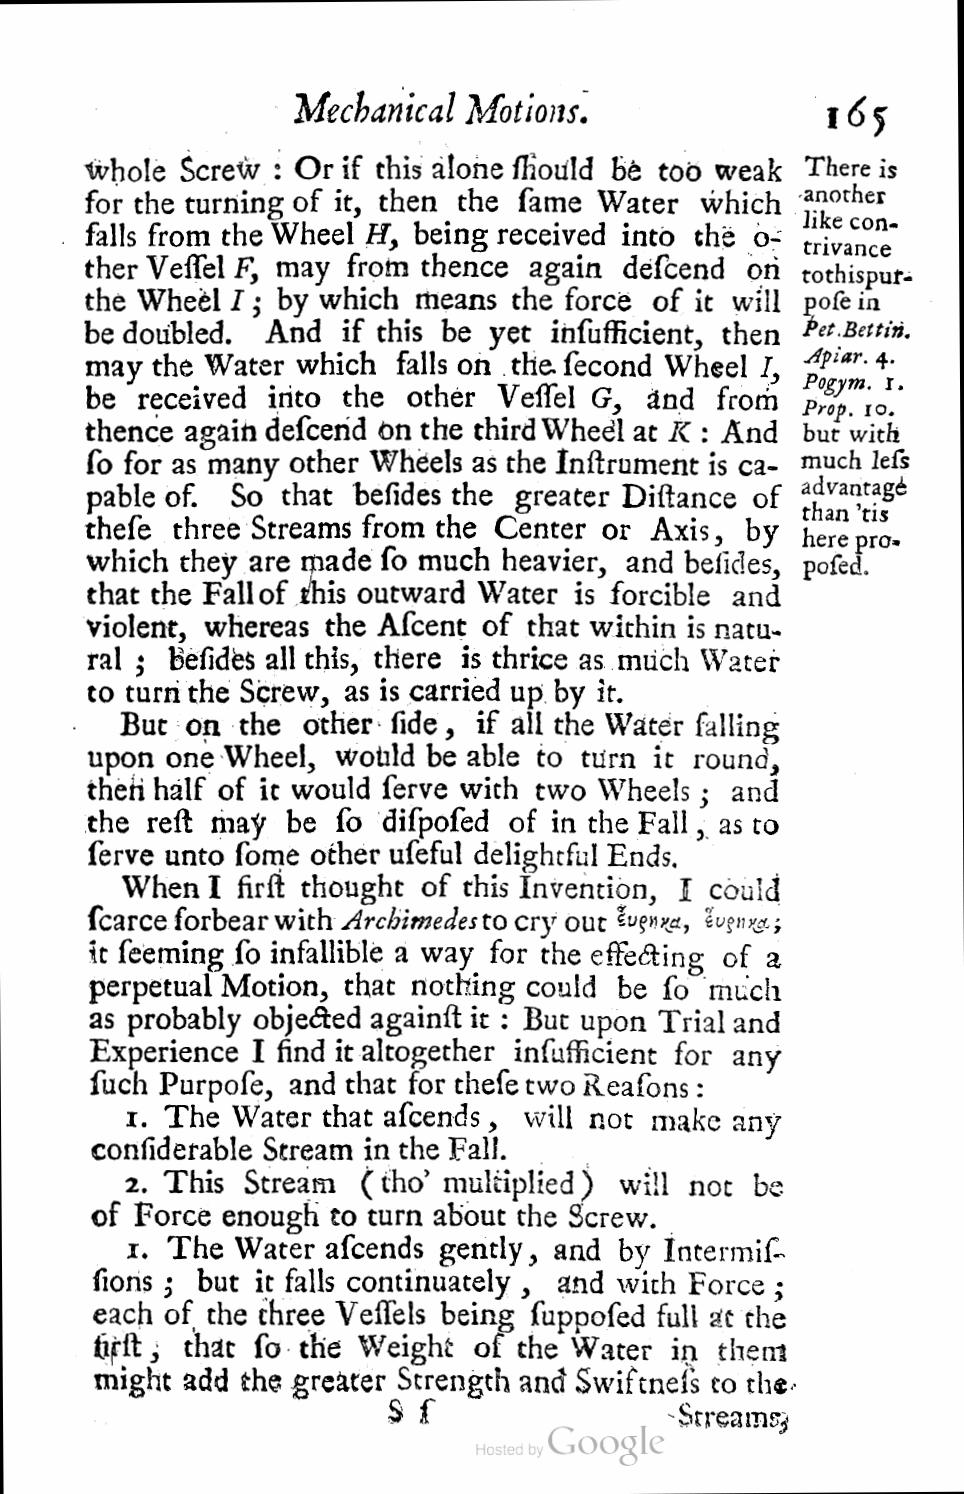 Mechanical Motions.
165
whole Screw : Or if this alone ſhould be too weak
for the turning of it, then the ſame Water which
falls from the Wheel H, being received into the o-
ther Veſſel F, may from thence again deſcend on
the Wheel I ; by which means the force of it will
be doubled. And if this be yet inſufficient, then
may the Water which falls on the ſecond Wheel I,
be received into the other Veſſel G, and from
thence again deſcend on the third Wheel at K : And
ſo for as many other Wheels as the Inſtrument is ca-
pable of. So that beſides the greater Diſtance of
theſe three Streams from the Center or Axis, by
which they are made ſo much heavier, and beſides,
that the Fall of this outward Water is forcible and
violent, whereas the Aſcent of that within is natu-
ral ; beſides all this, there is thrice as much Water
to turn the Screw, as is carried up by it.
But on the other ſide, if all the Water falling
upon one Wheel, would be able to turn it round,
then half of it would ſerve with two Wheels ; and
the reſt may be ſo diſpoſed of in the Fall, as to
ſerve unto ſome other uſeful delightful Ends.
When I firſt thought of this Invention, I could
ſcarce forbear with Archimedes to cry out εὕρηκα, εὕρηκα ;
it ſeeming ſo infallible a way for the effecting of a
perpetual Motion, that nothing could be ſo much
as probably objected againſt it : But upon Trial and
Experience I find it altogether inſufficient for any
ſuch Purpoſe, and that for theſe two Reaſons :
1. The Water that aſcends, will not make any
conſiderable Stream in the Fall.
2. This Stream (tho' multiplied) will not be
of Force enough to turn about the Screw.
1. The Water aſcends gently, and by Intermiſ-
ſions ; but it falls continuately, and with Force ;
each of the three Veſſels being ſuppoſed full at the
firſt, that ſo the Weight of the Water in them
might add the greater Strength and Swiftneſs to the
S ſ
Streams;
There is
another
like con-
trivance
to this pur-
poſe in
Pet. Bettin.
Apiar. 4.
Pogym. 1.
Prop. 10.
but with
much leſs
advantage
than 'tis
here pro-
poſed.
Hosted by Google